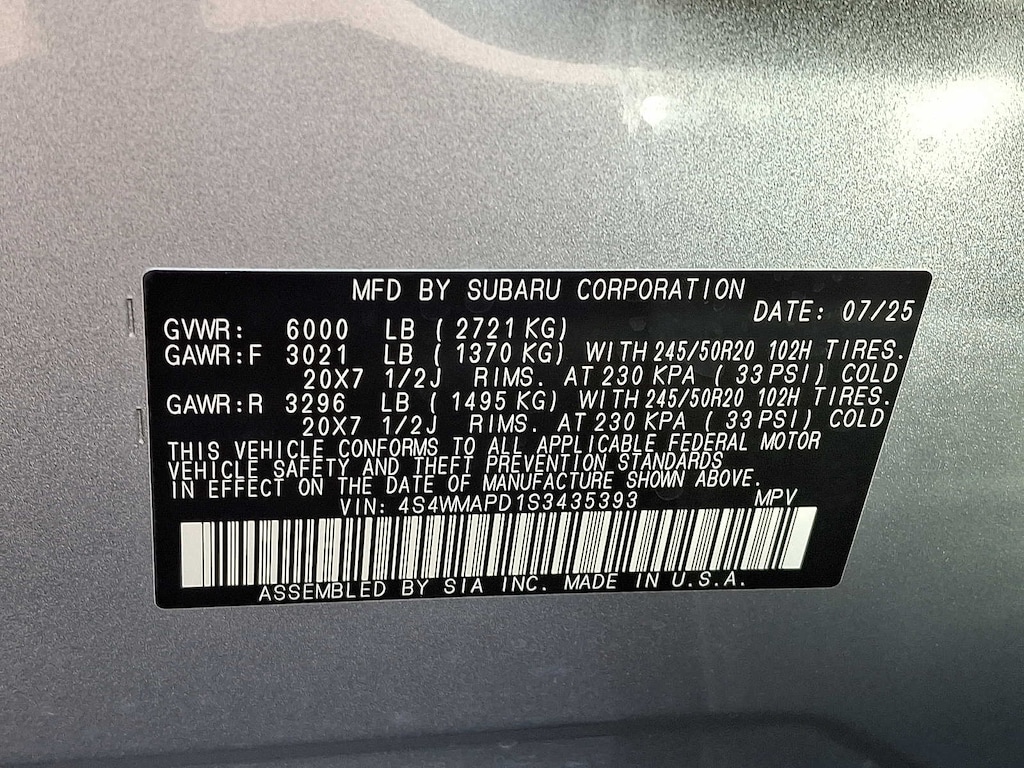 MFD BY SUBARU CORPORATION
DATE: 07/25
GVWR: 6000 LB ( 2721 KG)
GAWR:F 3021 LB ( 1370 KG) WITH 245/50R20 102H TIRES.
20X7 1/2J RIMS. AT 230 KPA ( 33 PSI) COLD
GAWR:R 3296 LB ( 1495 KG) WITH 245/50R20 102H TIRES.
20X7 1/2J RIMS. AT 230 KPA ( 33 PSI) COLD
THIS VEHICLE CONFORMS TO ALL APPLICABLE FEDERAL MOTOR
VEHICLE SAFETY AND THEFT PREVENTION STANDARDS
IN EFFECT ON THE DATE OF MANUFACTURE SHOWN ABOVE.
VIN: 4S4WMAPD1S3435393 MPV
ASSEMBLED BY SIA INC. MADE IN U.S.A.